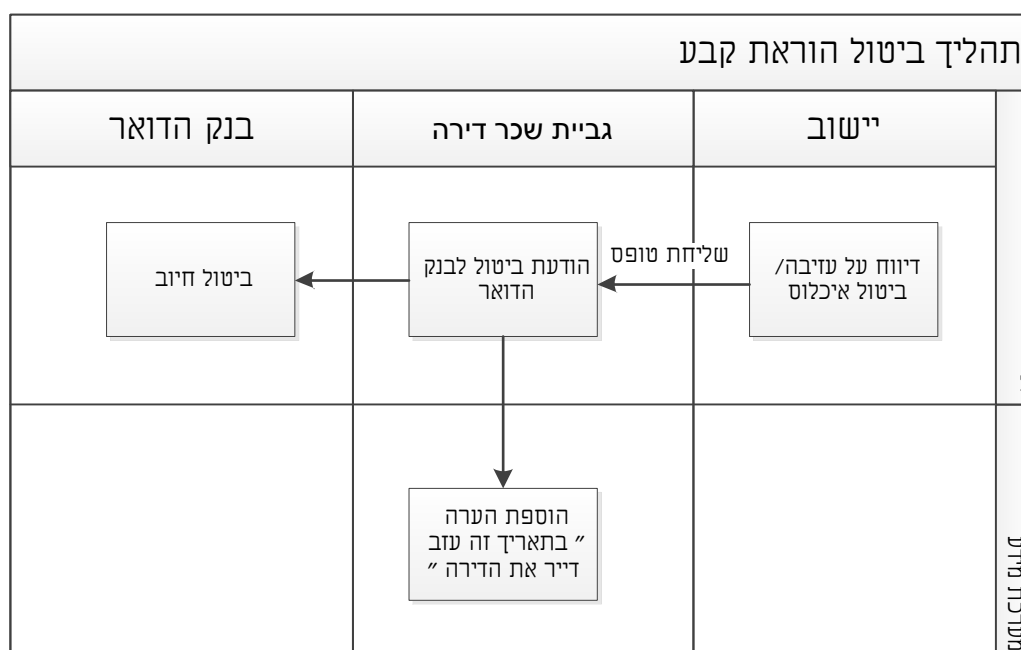 תהליך ביטול הוראת קבע
יישוב
גביית שכר דירה
בנק הדואר
דיווח על עזיבה/
ביטול איכלוס
שליחת טופס
הודעת ביטול לבנק
הדואר
ביטול חיוב
הוספת הערה
״ בתאריך זה עזב
דייר את הדירה ״